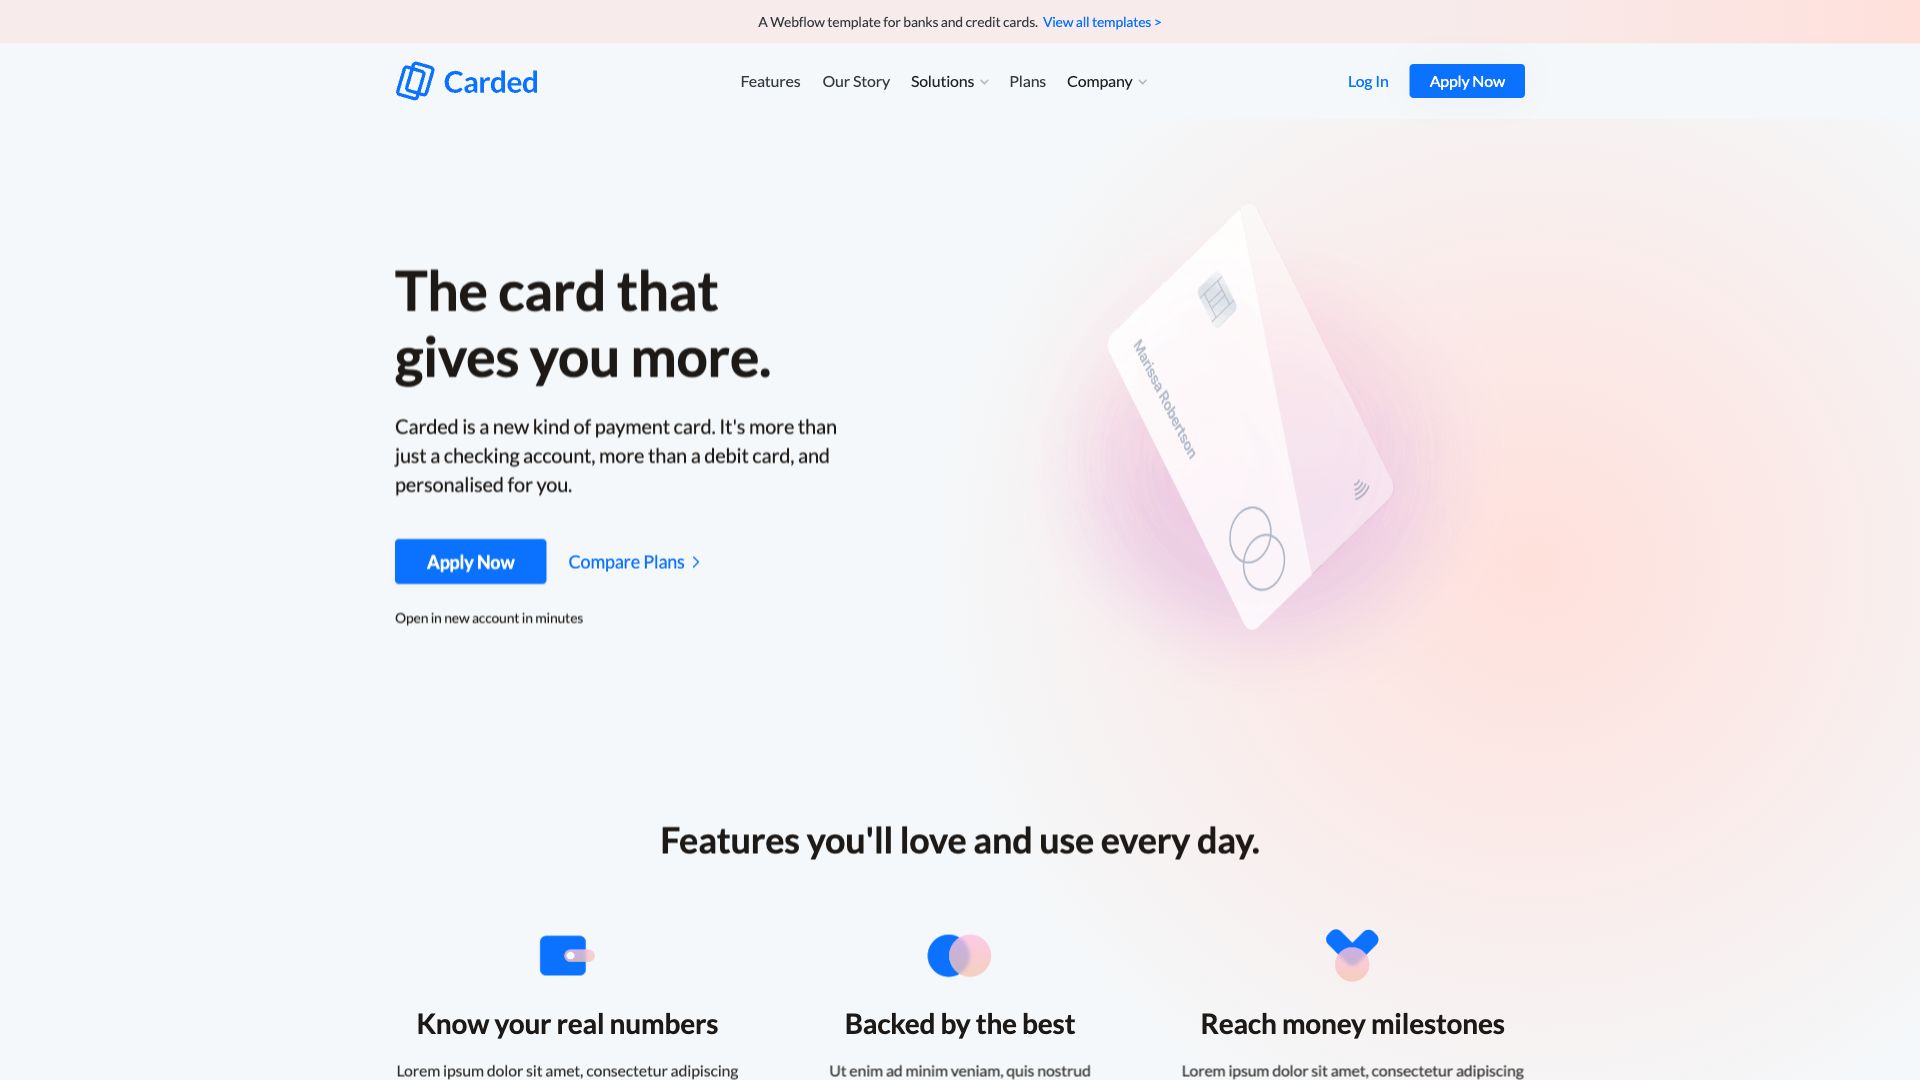 A Webflow template for banks and credit cards. View all templates >
Carded
Features Our Story Solutions Plans Company
Log In Apply Now
The card that
gives you more.
Carded is a new kind of payment card. It's more than
just a checking account, more than a debit card, and
personalised for you.
Apply Now Compare Plans
Open in new account in minutes
Marissa Robertson
Features you'll love and use every day.
Know your real numbers
Backed by the best
Reach money milestones
Lorem ipsum dolor sit amet, consectetur adipiscing
Ut enim ad minim veniam, quis nostrud
Lorem ipsum dolor sit amet, consectetur adipiscing